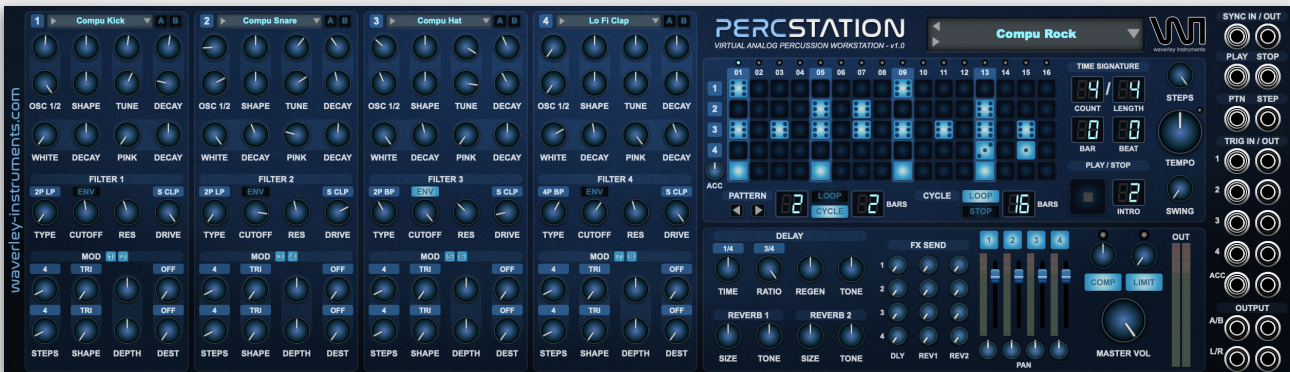 waverley-instruments.com
1 Compu Kick A B
OSC 1/2 SHAPE TUNE DECAY
WHITE DECAY PINK DECAY
FILTER 1
2P LP ENV S CLP
TYPE CUTOFF RES DRIVE
MOD 1 2
4 TRI OFF
4 TRI OFF
STEPS SHAPE DEPTH DEST
2 Compu Snare A B
OSC 1/2 SHAPE TUNE DECAY
WHITE DECAY PINK DECAY
FILTER 2
2P LP ENV S CLP
TYPE CUTOFF RES DRIVE
MOD 3 4
4 TRI OFF
4 TRI OFF
STEPS SHAPE DEPTH DEST
3 Compu Hat A B
OSC 1/2 SHAPE TUNE DECAY
WHITE DECAY PINK DECAY
FILTER 3
2P BP ENV S CLP
TYPE CUTOFF RES DRIVE
MOD 5 6
4 TRI OFF
4 TRI OFF
STEPS SHAPE DEPTH DEST
4 Lo Fi Clap A B
OSC 1/2 SHAPE TUNE DECAY
WHITE DECAY PINK DECAY
FILTER 4
4P BP ENV S CLP
TYPE CUTOFF RES DRIVE
MOD 7 8
4 TRI OFF
4 TRI OFF
STEPS SHAPE DEPTH DEST
PERCSTATION
VIRTUAL ANALOG PERCUSSION WORKSTATION - v1.0
Compu Rock
waverley instruments
01 02 03 04 05 06 07 08 09 10 11 12 13 14 15 16
1
2
3
4
ACC
TIME SIGNATURE
4 / 4
COUNT LENGTH
0 0
BAR BEAT
PLAY / STOP
2
INTRO
STEPS
TEMPO
SWING
PATTERN 2 LOOP CYCLE 2 BARS
CYCLE LOOP STOP 16 BARS
DELAY
1/4 3/4
TIME RATIO REGEN TONE
REVERB 1 REVERB 2
SIZE TONE SIZE TONE
FX SEND
1
2
3
4
DLY REV1 REV2
1 2 3 4
PAN
COMP LIMIT
MASTER VOL
OUT
SYNC IN / OUT
PLAY STOP
PTN STEP
TRIG IN / OUT
1
2
3
4
ACC
OUTPUT
A/B
L/R